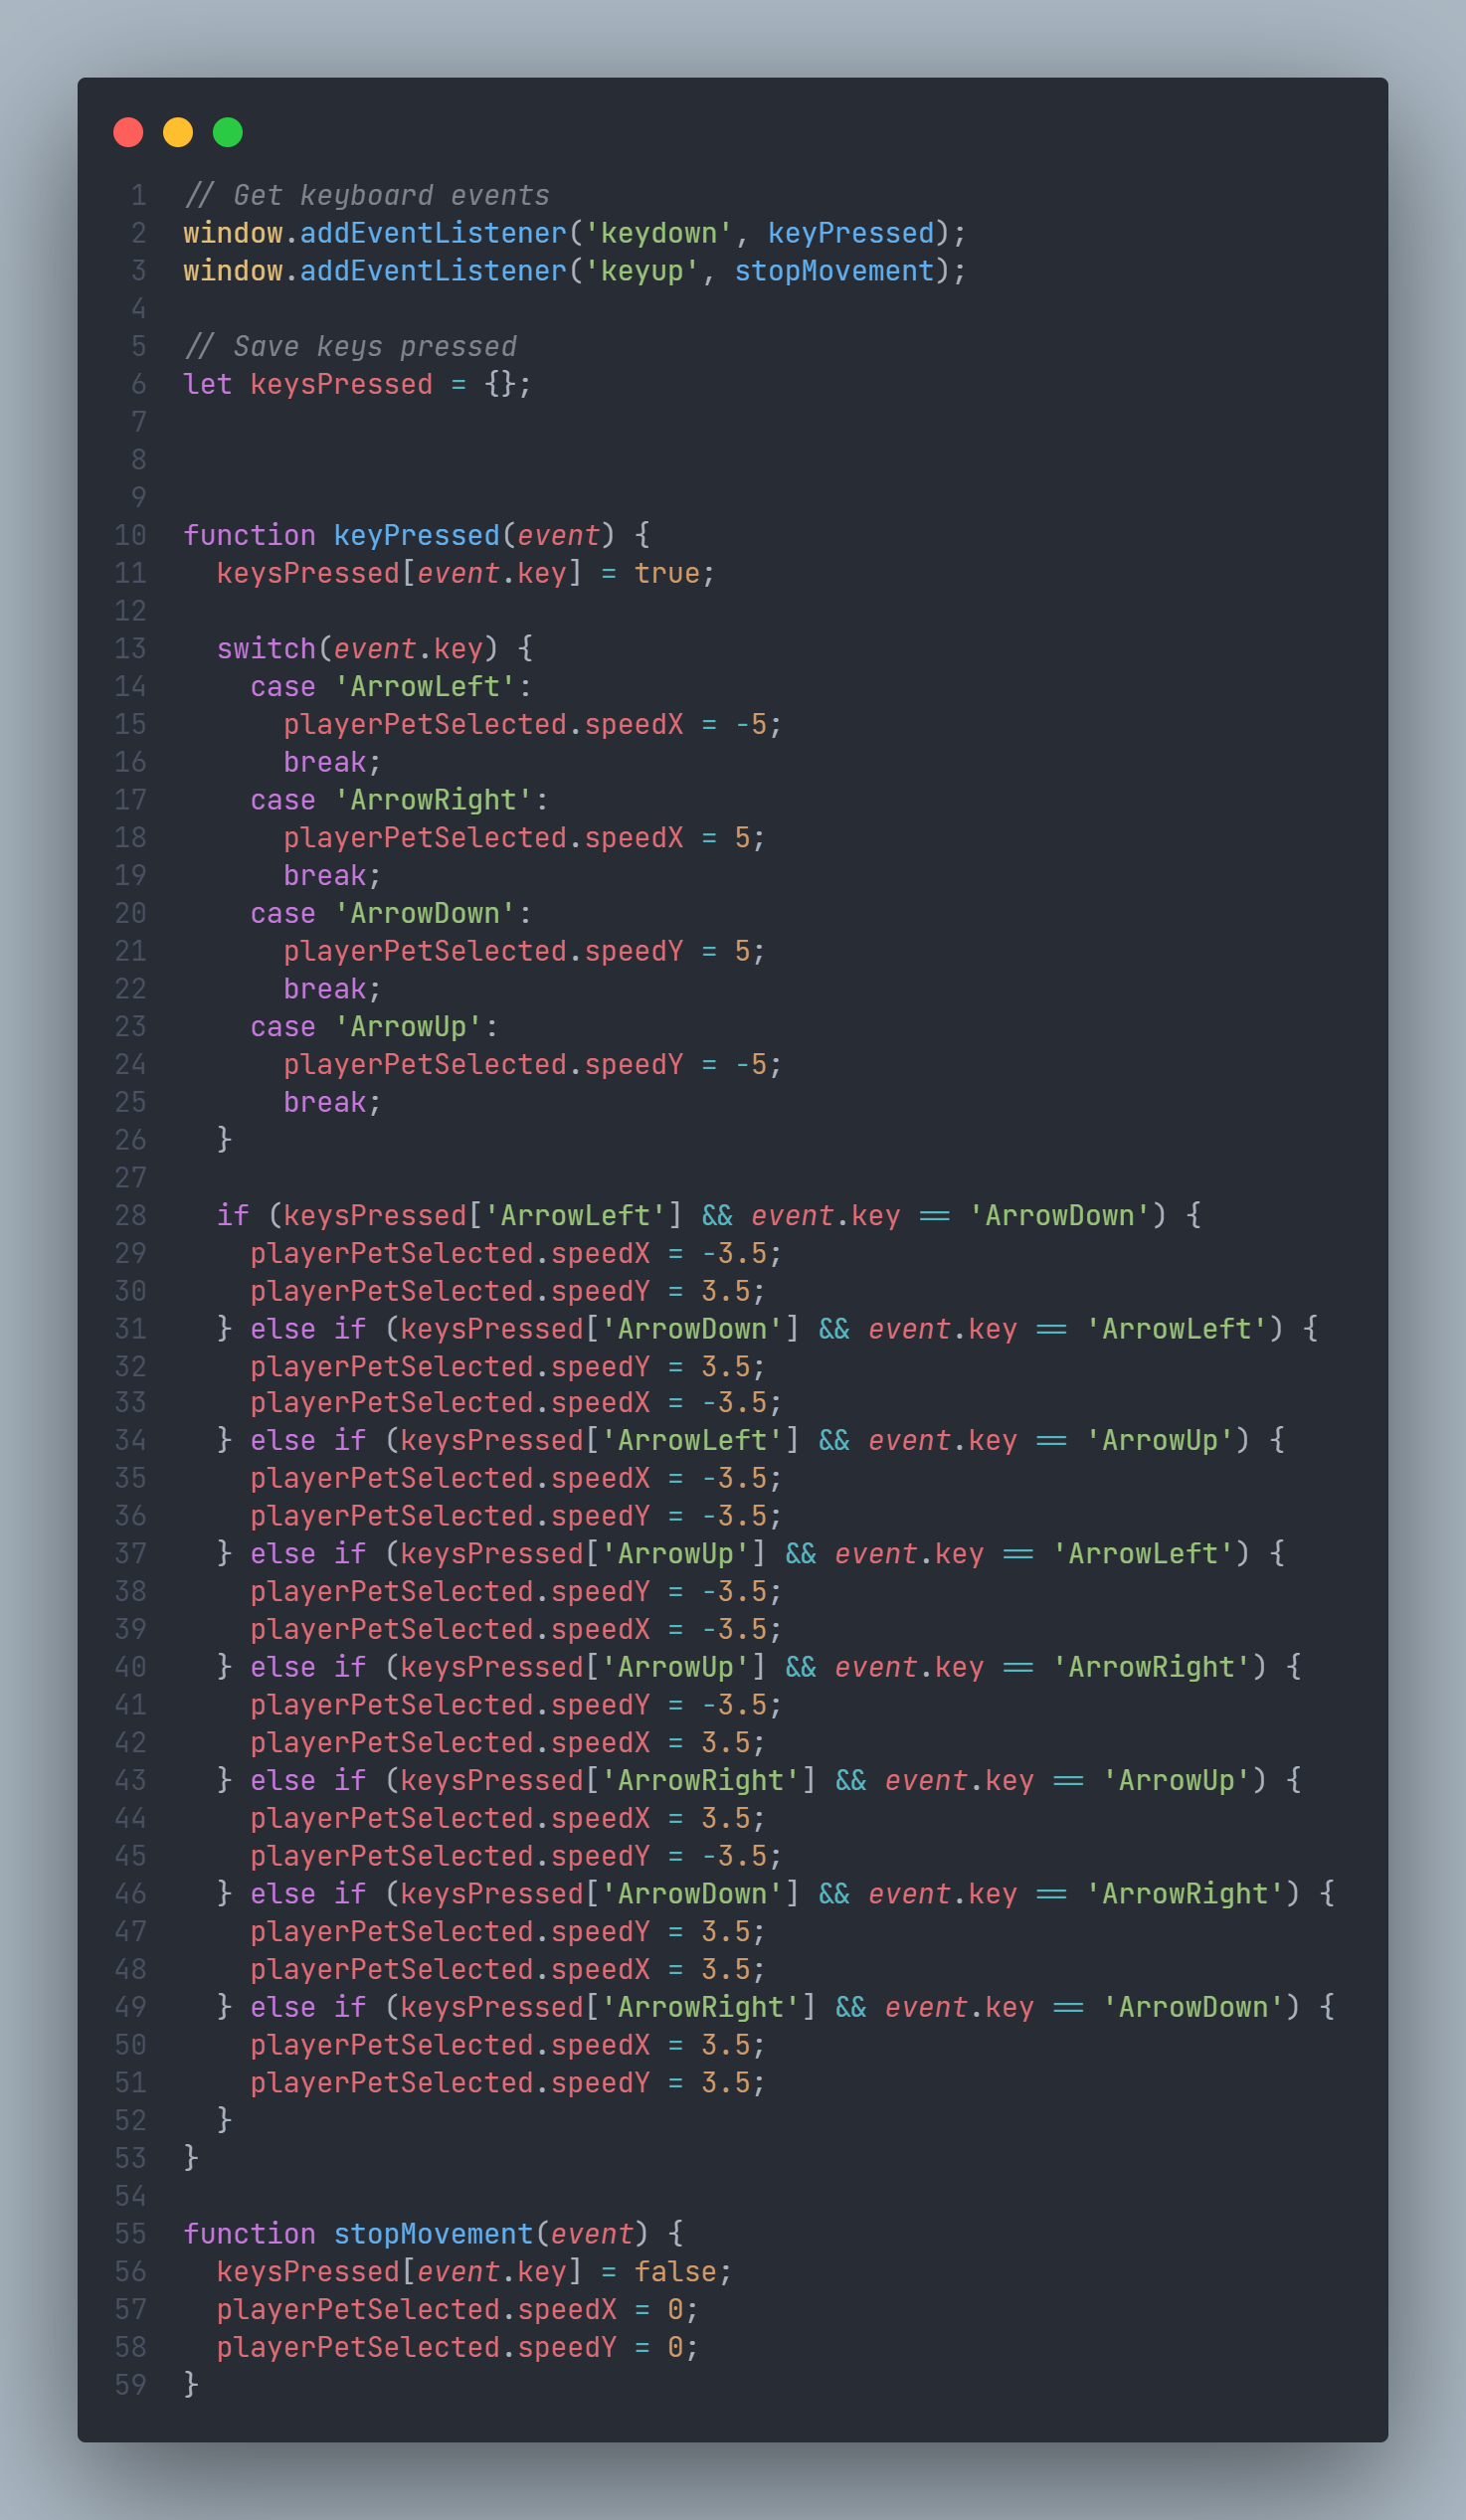 1 // Get keyboard events
2 window.addEventListener('keydown', keyPressed);
3 window.addEventListener('keyup', stopMovement);
4
5 // Save keys pressed
6 let keysPressed = {};
7
8
9
10 function keyPressed(event) {
11   keysPressed[event.key] = true;
12
13   switch(event.key) {
14     case 'ArrowLeft':
15       playerPetSelected.speedX = -5;
16       break;
17     case 'ArrowRight':
18       playerPetSelected.speedX = 5;
19       break;
20     case 'ArrowDown':
21       playerPetSelected.speedY = 5;
22       break;
23     case 'ArrowUp':
24       playerPetSelected.speedY = -5;
25       break;
26   }
27
28   if (keysPressed['ArrowLeft'] && event.key == 'ArrowDown') {
29     playerPetSelected.speedX = -3.5;
30     playerPetSelected.speedY = 3.5;
31   } else if (keysPressed['ArrowDown'] && event.key == 'ArrowLeft') {
32     playerPetSelected.speedY = 3.5;
33     playerPetSelected.speedX = -3.5;
34   } else if (keysPressed['ArrowLeft'] && event.key == 'ArrowUp') {
35     playerPetSelected.speedX = -3.5;
36     playerPetSelected.speedY = -3.5;
37   } else if (keysPressed['ArrowUp'] && event.key == 'ArrowLeft') {
38     playerPetSelected.speedY = -3.5;
39     playerPetSelected.speedX = -3.5;
40   } else if (keysPressed['ArrowUp'] && event.key == 'ArrowRight') {
41     playerPetSelected.speedY = -3.5;
42     playerPetSelected.speedX = 3.5;
43   } else if (keysPressed['ArrowRight'] && event.key == 'ArrowUp') {
44     playerPetSelected.speedX = 3.5;
45     playerPetSelected.speedY = -3.5;
46   } else if (keysPressed['ArrowDown'] && event.key == 'ArrowRight') {
47     playerPetSelected.speedY = 3.5;
48     playerPetSelected.speedX = 3.5;
49   } else if (keysPressed['ArrowRight'] && event.key == 'ArrowDown') {
50     playerPetSelected.speedX = 3.5;
51     playerPetSelected.speedY = 3.5;
52   }
53 }
54
55 function stopMovement(event) {
56   keysPressed[event.key] = false;
57   playerPetSelected.speedX = 0;
58   playerPetSelected.speedY = 0;
59 }